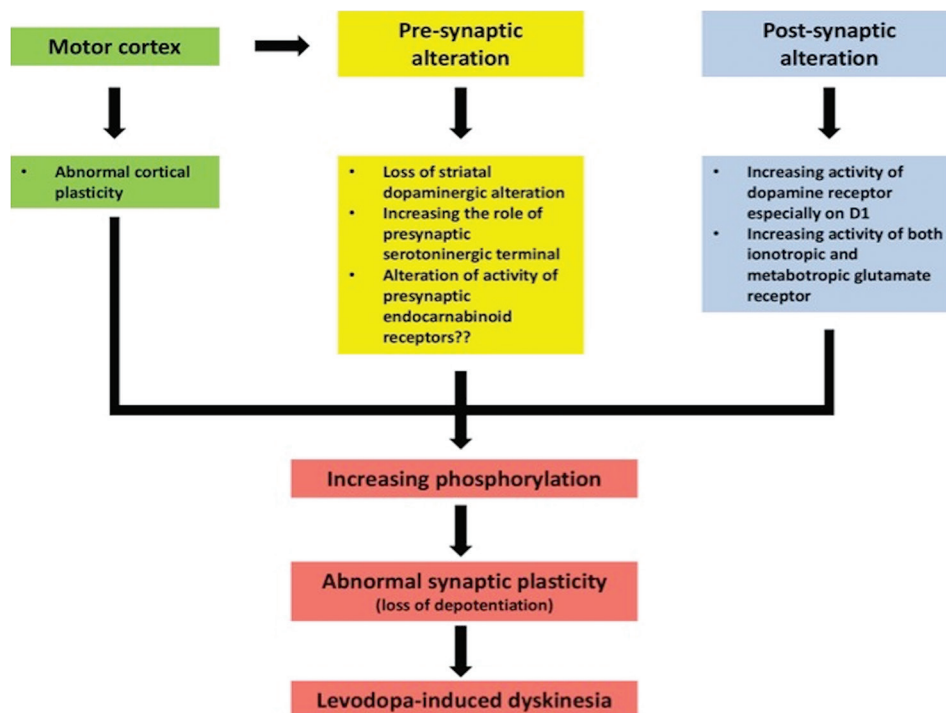 Motor cortex
Pre-synaptic
alteration
Post-synaptic
alteration
• Abnormal cortical
plasticity
• Loss of striatal
dopaminergic alteration
• Increasing the role of
presynaptic
serotoninergic terminal
• Alteration of activity of
presynaptic
endocarnabinoid
receptors??
• Increasing activity of
dopamine receptor
especially on D1
• Increasing activity of both
ionotropic and
metabotropic glutamate
receptor
Increasing phosphorylation
Abnormal synaptic plasticity
(loss of depotentiation)
Levodopa-induced dyskinesia